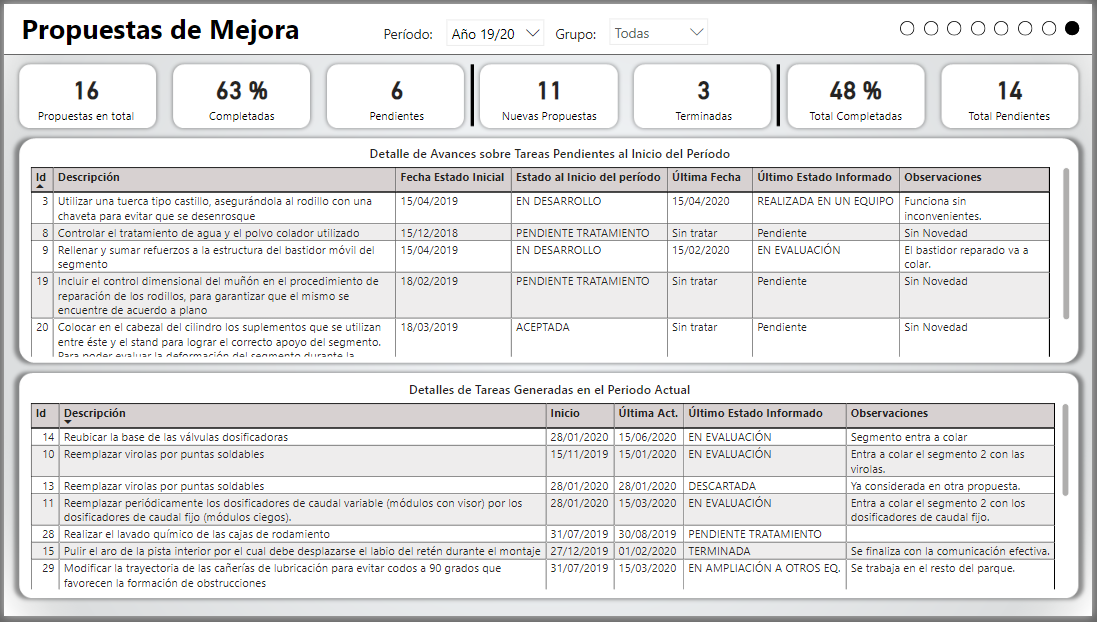 Propuestas de Mejora
Período: Año 19/20 Grupo: Todas
16 63 % 6 11 3 48 % 14
Propuestas en total Completadas Pendientes Nuevas Propuestas Terminadas Total Completadas Total Pendientes
Detalle de Avances sobre Tareas Pendientes al Inicio del Período
Id Descripción Fecha Estado Inicial Estado al Inicio del período Última Fecha Último Estado Informado Observaciones
3 Utilizar una tuerca tipo castillo, asegurándola al rodillo con una 15/04/2019 EN DESARROLLO 15/04/2020 REALIZADA EN UN EQUIPO Funciona sin
chaveta para evitar que se desenrosque inconvenientes.
8 Controlar el tratamiento de agua y el polvo colador utilizado 15/12/2018 PENDIENTE TRATAMIENTO Sin tratar Pendiente Sin Novedad
9 Rellenar y sumar refuerzos a la estructura del bastidor móvil del 15/04/2019 EN DESARROLLO 15/02/2020 EN EVALUACIÓN El bastidor reparado va a
segmento colar.
19 Incluir el control dimensional del muñón en el procedimiento de 18/02/2019 PENDIENTE TRATAMIENTO Sin tratar Pendiente Sin Novedad
reparación de los rodillos, para garantizar que el mismo se
encuentre de acuerdo a plano
20 Colocar en el cabezal del cilindro los suplementos que se utilizan 18/03/2019 ACEPTADA Sin tratar Pendiente Sin Novedad
entre éste y el stand para lograr el correcto apoyo del segmento.
Para poder evaluar la deformación del segmento durante la
Detalles de Tareas Generadas en el Periodo Actual
Id Descripción Inicio Última Act. Último Estado Informado Observaciones
14 Reubicar la base de las válvulas dosificadoras 28/01/2020 15/06/2020 EN EVALUACIÓN Segmento entra a colar
10 Reemplazar virolas por puntas soldables 15/11/2019 15/01/2020 EN EVALUACIÓN Entra a colar el segmento 2 con las
virolas.
13 Reemplazar virolas por puntas soldables 28/01/2020 28/01/2020 DESCARTADA Ya considerada en otra propuesta.
11 Reemplazar periódicamente los dosificadores de caudal variable (módulos con visor) por los 28/01/2020 15/03/2020 EN EVALUACIÓN Entra a colar el segmento 2 con los
dosificadores de caudal fijo (módulos ciegos). dosificadores de caudal fijo.
28 Realizar el lavado químico de las cajas de rodamiento 31/07/2019 30/08/2019 PENDIENTE TRATAMIENTO
15 Pulir el aro de la pista interior por el cual debe desplazarse el labio del retén durante el montaje 27/12/2019 01/02/2020 TERMINADA Se finaliza con la comunicación efectiva.
29 Modificar la trayectoria de las cañerías de lubricación para evitar codos a 90 grados que 31/07/2019 15/03/2020 EN AMPLIACIÓN A OTROS EQ. Se trabaja en el resto del parque.
favorecen la formación de obstrucciones